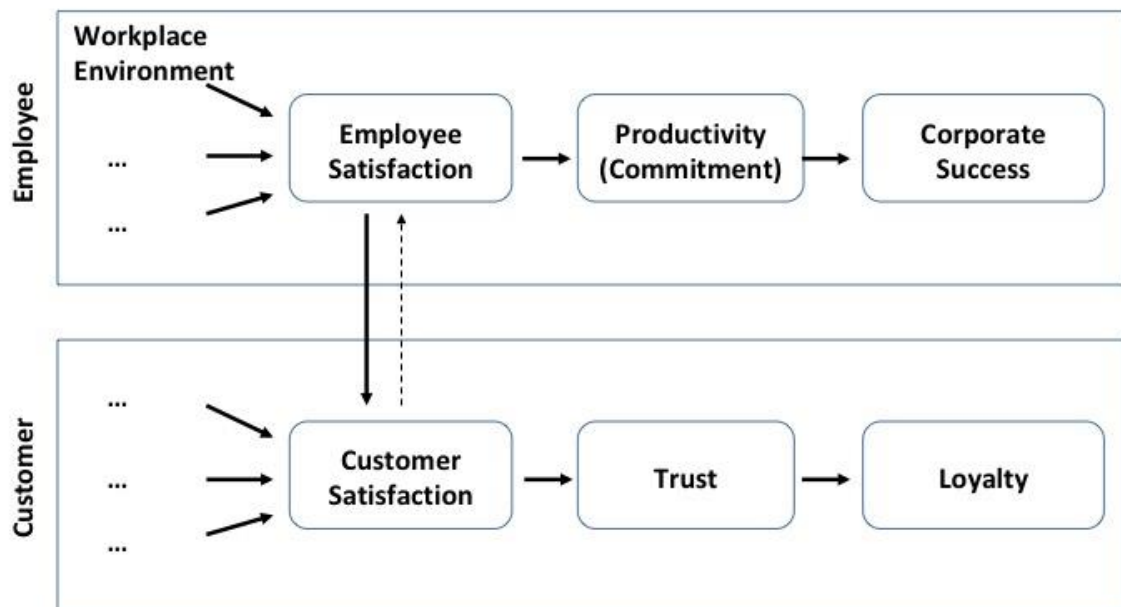 Employee
Workplace
Environment
...
...
Employee
Satisfaction
Productivity
(Commitment)
Corporate
Success
Customer
...
...
...
Customer
Satisfaction
Trust
Loyalty